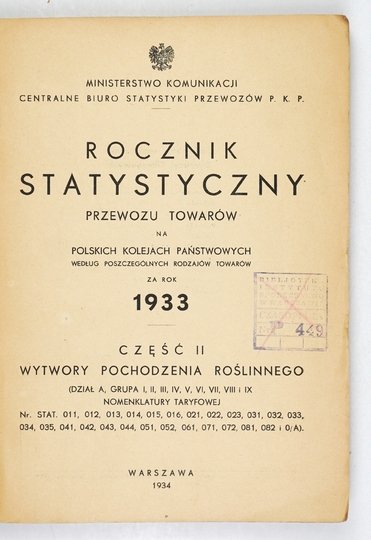 MINISTERSTWO KOMUNIKACJI
CENTRALNE BIURO STATYSTYKI PRZEWOZÓW P. K. P.
ROCZNIK
STATYSTYCZNY
PRZEWOZU TOWARÓW
NA
POLSKICH KOLEJACH PAŃSTWOWYCH
WEDŁUG POSZCZEGÓLNYCH RODZAJÓW TOWARÓW
ZA ROK
1933
BIBLIOTEKA
INSTYTUTU
449
CZĘŚĆ II
WYTWORY POCHODZENIA ROŚLINNEGO
(DZIAŁ A, GRUPA I, II, III, IV, V, VI, VII, VIII i IX
NOMENKLATURY TARYFOWEJ
Nr. STAT. 011, 012, 013, 014, 015, 016, 021, 022, 023, 031, 032, 033,
034, 035, 041, 042, 043, 044, 051, 052, 061, 071, 072, 081, 082 i 0/A).
WARSZAWA
1934